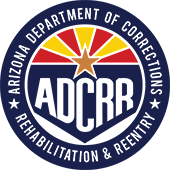 ARIZONA DEPARTMENT OF CORRECTIONS
ADCRR
REHABILITATION & REENTRY